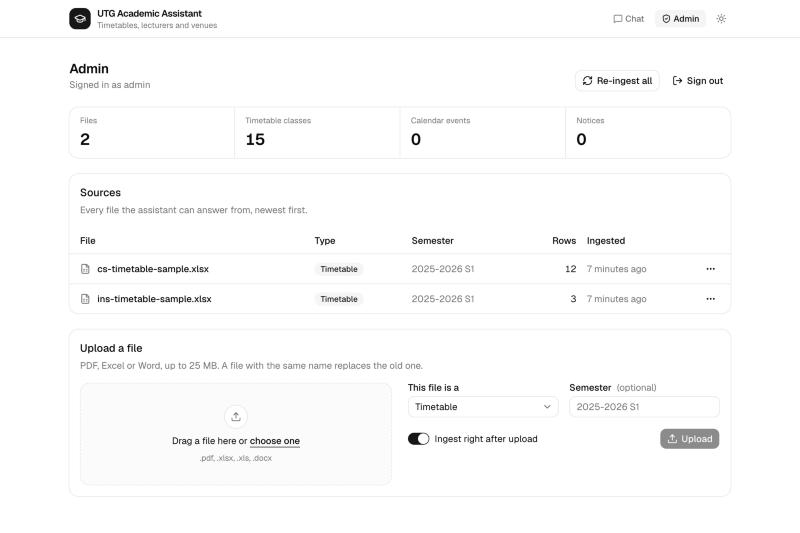 UTG Academic Assistant
Timetables, lecturers and venues
Chat
Admin
Admin
Signed in as admin
Re-ingest all
Sign out
Files
2
Timetable classes
15
Calendar events
0
Notices
0
Sources
Every file the assistant can answer from, newest first.
File Type Semester Rows Ingested
cs-timetable-sample.xlsx Timetable 2025-2026 S1 12 7 minutes ago
ins-timetable-sample.xlsx Timetable 2025-2026 S1 3 7 minutes ago
Upload a file
PDF, Excel or Word, up to 25 MB. A file with the same name replaces the old one.
Drag a file here or choose one
.pdf, .xlsx, .xls, .docx
This file is a
Timetable
Semester (optional)
2025-2026 S1
Ingest right after upload
Upload